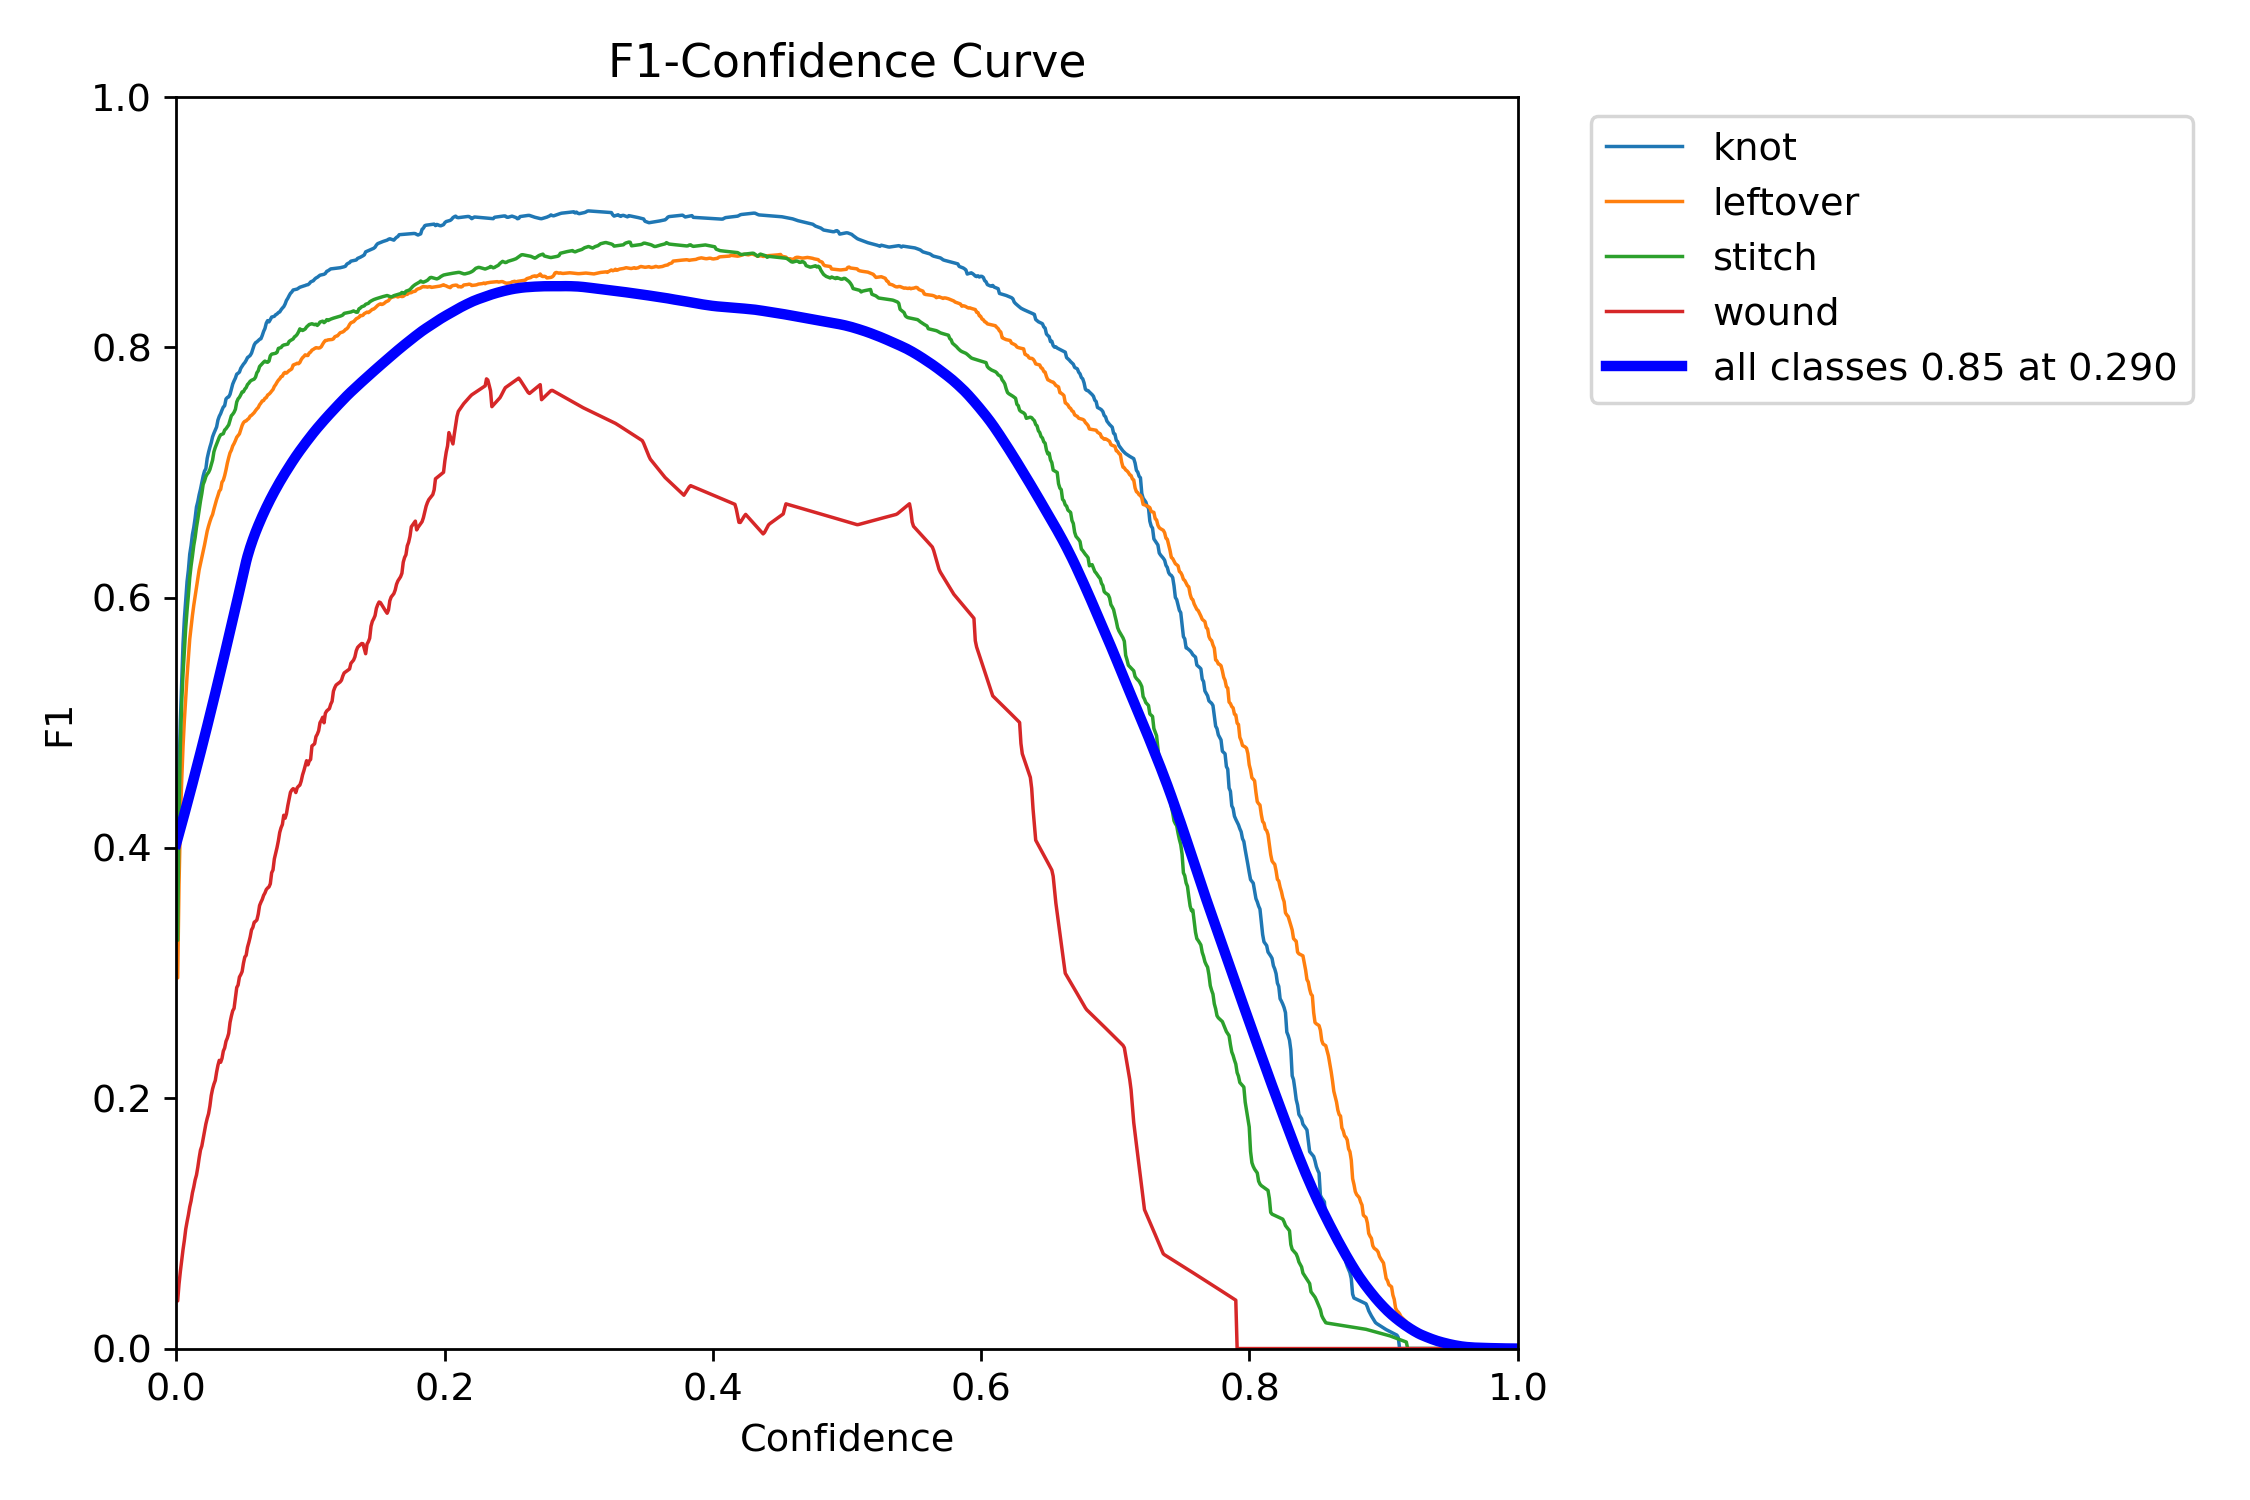 F1-Confidence Curve
1.0
0.8
0.6
0.4
0.2
0.0
F1
0.0 0.2 0.4 0.6 0.8 1.0
Confidence
knot
leftover
stitch
wound
all classes 0.85 at 0.290